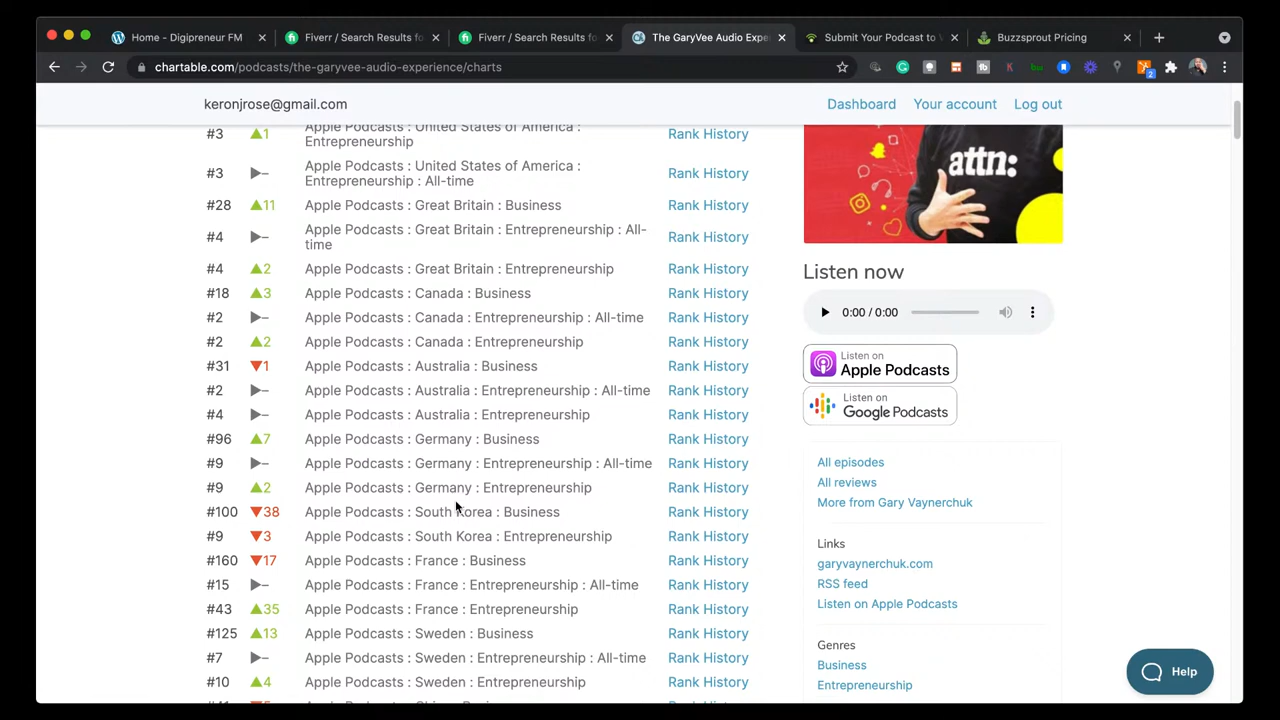 Home - Digipreneur FM
Fiverr / Search Results fo
Fiverr / Search Results fo
The GaryVee Audio Expe
Submit Your Podcast to
Buzzsprout Pricing
chartable.com/podcasts/the-garyvee-audio-experience/charts
keronjrose@gmail.com
Dashboard
Your account
Log out
#3 ▲1 Apple Podcasts : United States of America :
Entrepreneurship
Rank History
#3 ▶– Apple Podcasts : United States of America :
Entrepreneurship : All-time
Rank History
#28 ▲11 Apple Podcasts : Great Britain : Business Rank History
#4 ▶– Apple Podcasts : Great Britain : Entrepreneurship : All-
time
Rank History
#4 ▲2 Apple Podcasts : Great Britain : Entrepreneurship Rank History
#18 ▲3 Apple Podcasts : Canada : Business Rank History
#2 ▶– Apple Podcasts : Canada : Entrepreneurship : All-time Rank History
#2 ▲2 Apple Podcasts : Canada : Entrepreneurship Rank History
#31 ▼1 Apple Podcasts : Australia : Business Rank History
#2 ▶– Apple Podcasts : Australia : Entrepreneurship : All-time Rank History
#4 ▶– Apple Podcasts : Australia : Entrepreneurship Rank History
#96 ▲7 Apple Podcasts : Germany : Business Rank History
#9 ▶– Apple Podcasts : Germany : Entrepreneurship : All-time Rank History
#9 ▲2 Apple Podcasts : Germany : Entrepreneurship Rank History
#100 ▼38 Apple Podcasts : South Korea : Business Rank History
#9 ▼3 Apple Podcasts : South Korea : Entrepreneurship Rank History
#160 ▼17 Apple Podcasts : France : Business Rank History
#15 ▶– Apple Podcasts : France : Entrepreneurship : All-time Rank History
#43 ▲35 Apple Podcasts : France : Entrepreneurship Rank History
#125 ▲13 Apple Podcasts : Sweden : Business Rank History
#7 ▶– Apple Podcasts : Sweden : Entrepreneurship : All-time Rank History
#10 ▲4 Apple Podcasts : Sweden : Entrepreneurship Rank History
attn:
Listen now
0:00 / 0:00
Listen on
Apple Podcasts
Listen on
Google Podcasts
All episodes
All reviews
More from Gary Vaynerchuk
Links
garyvaynerchuk.com
RSS feed
Listen on Apple Podcasts
Genres
Business
Entrepreneurship
Help